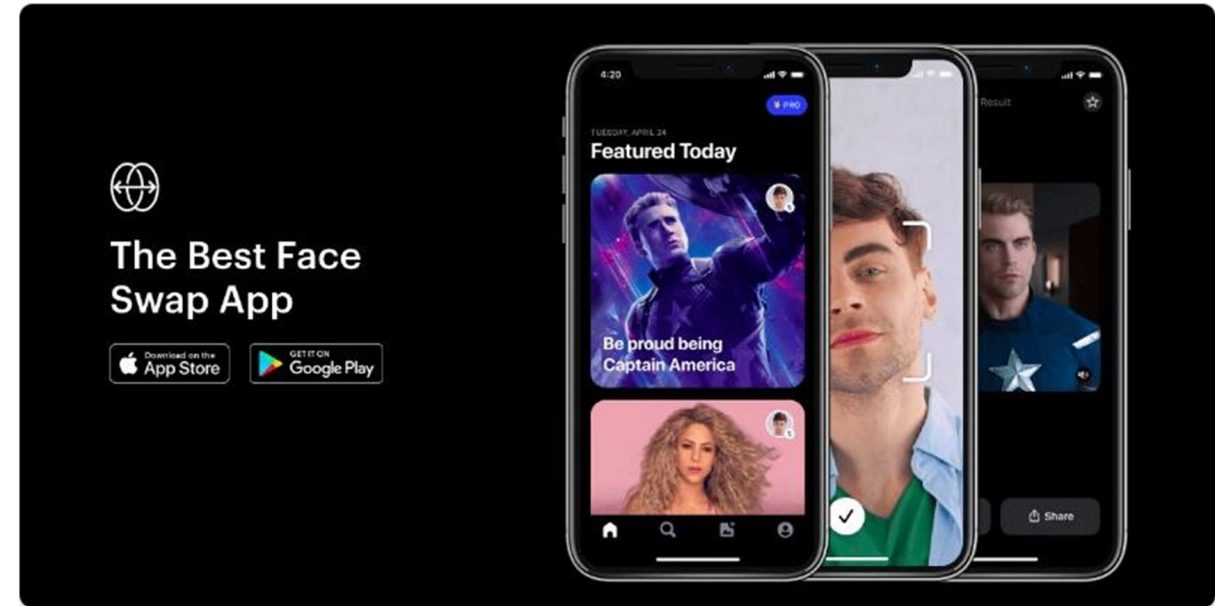 The Best Face
Swap App
Download on the
App Store
GET IT ON
Google Play
4:20
PRO
TUESDAY, APRIL 24
Featured Today
Be proud being
Captain America
Result
Share